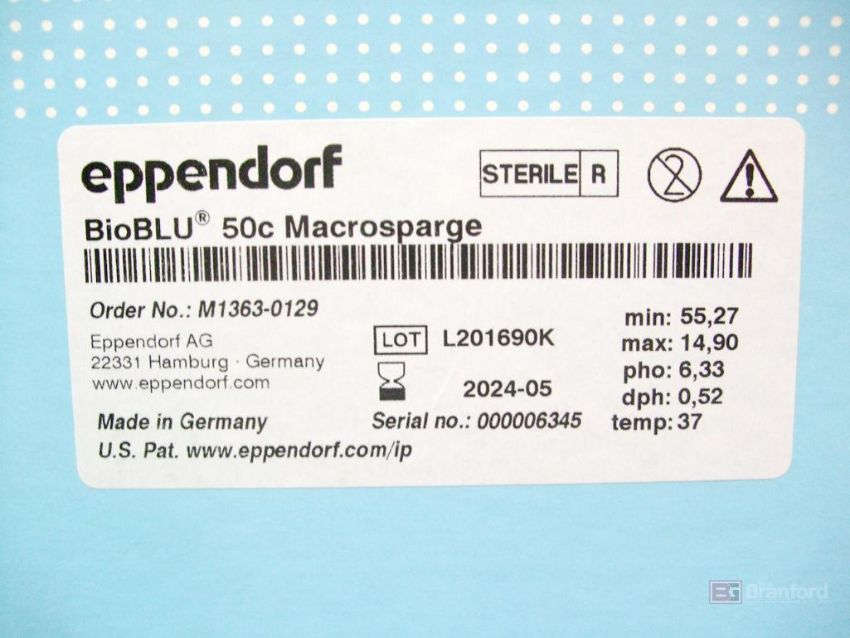 eppendorf
STERILE R
2
BioBLU® 50c Macrosparge
Order No.: M1363-0129
Eppendorf AG
22331 Hamburg · Germany
www.eppendorf.com
LOT L201690K
2024-05
min: 55,27
max: 14,90
pho: 6,33
dph: 0,52
temp: 37
Made in Germany
Serial no.: 000006345
U.S. Pat. www.eppendorf.com/ip
BG Branford